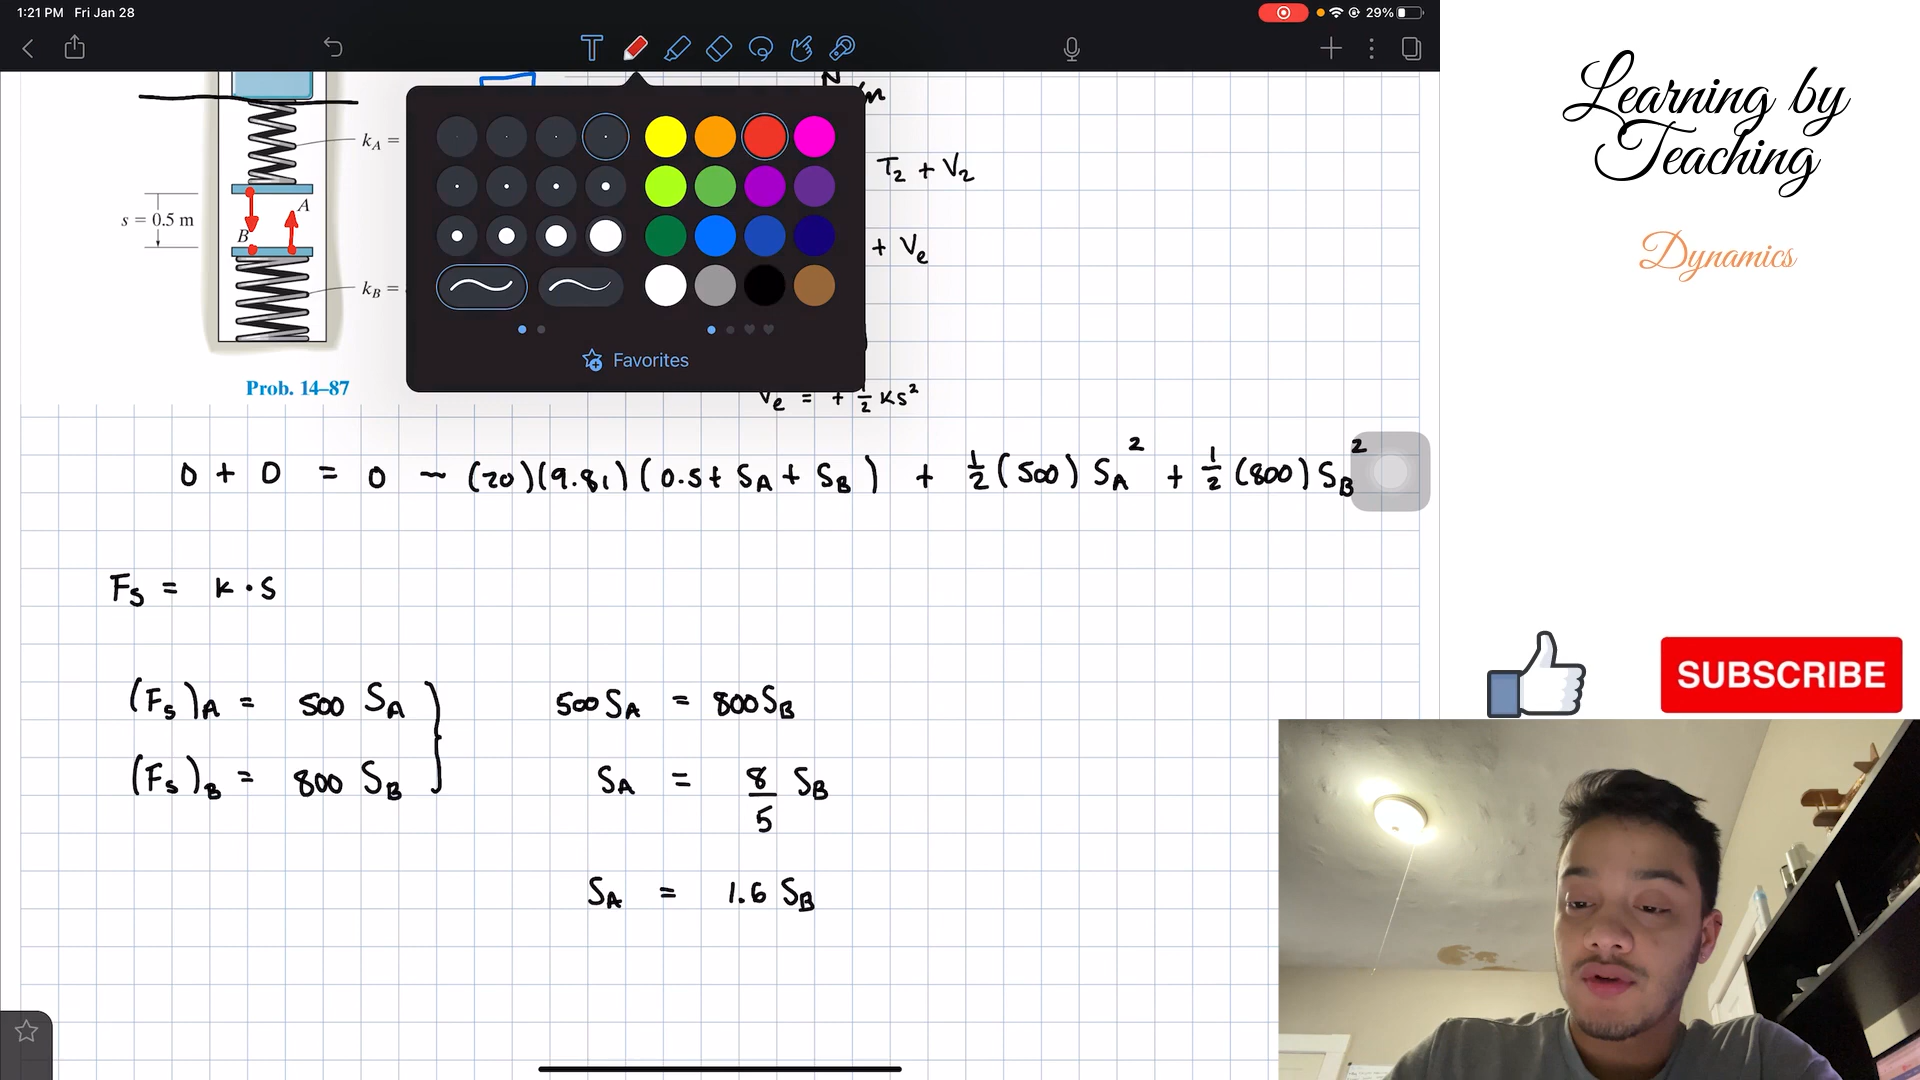 1:21 PM Fri Jan 28
29%
T
N
m
k_A =
T₂ + V₂
A
s = 0.5 m
B
+ Vₑ
k_B =
Favorites
Prob. 14–87
Vₑ = + 1/2 Ks²
0 + 0 = 0 − (20)(9.81)(0.5 + S_A + S_B) + 1/2 (500) S_A² + 1/2 (800) S_B²
F_S = K · S
(F_S)_A = 500 S_A
500 S_A = 800 S_B
(F_S)_B = 800 S_B
S_A = 8/5 S_B
S_A = 1.6 S_B
Learning by
Teaching
Dynamics
SUBSCRIBE